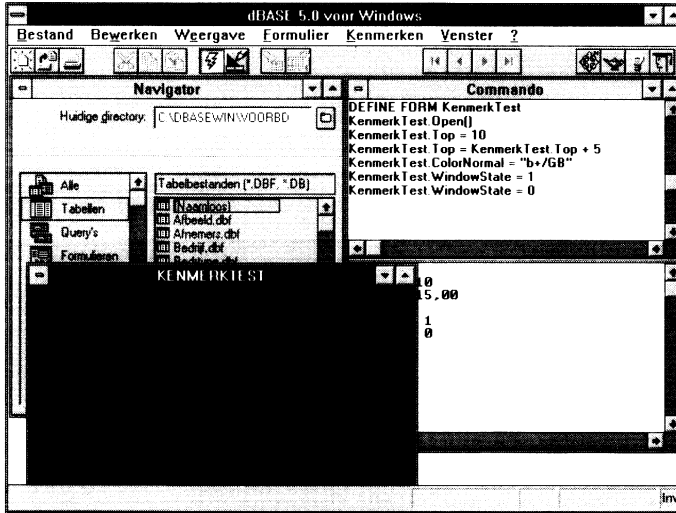 dBASE 5.0 voor Windows
Bestand Bewerken Weergave Formulier Kenmerken Venster ?
Navigator
Huidige directory: C:\DBASEWIN\VOORBD
Alle
Tabellen
Query's
Formulieren
Tabelbestanden (*.DBF, *.DB)
(Naamloos)
Afbeeld.dbf
Afnemers.dbf
Bedrijf.dbf
Commando
DEFINE FORM KenmerkTest
KenmerkTest.Open()
KenmerkTest.Top = 10
KenmerkTest.Top = KenmerkTest.Top + 5
KenmerkTest.ColorNormal = "b+/GB"
KenmerkTest.WindowState = 1
KenmerkTest.WindowState = 0
KENMERKTEST
10
15,00
1
0